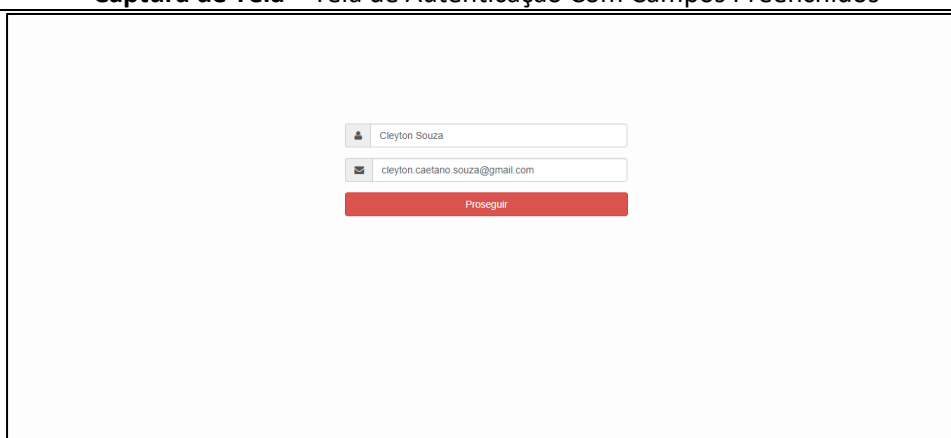 Captura de Tela – Tela de Autenticação Com Campos Preenchidos
Cleyton Souza
cleyton.caetano.souza@gmail.com
Proseguir